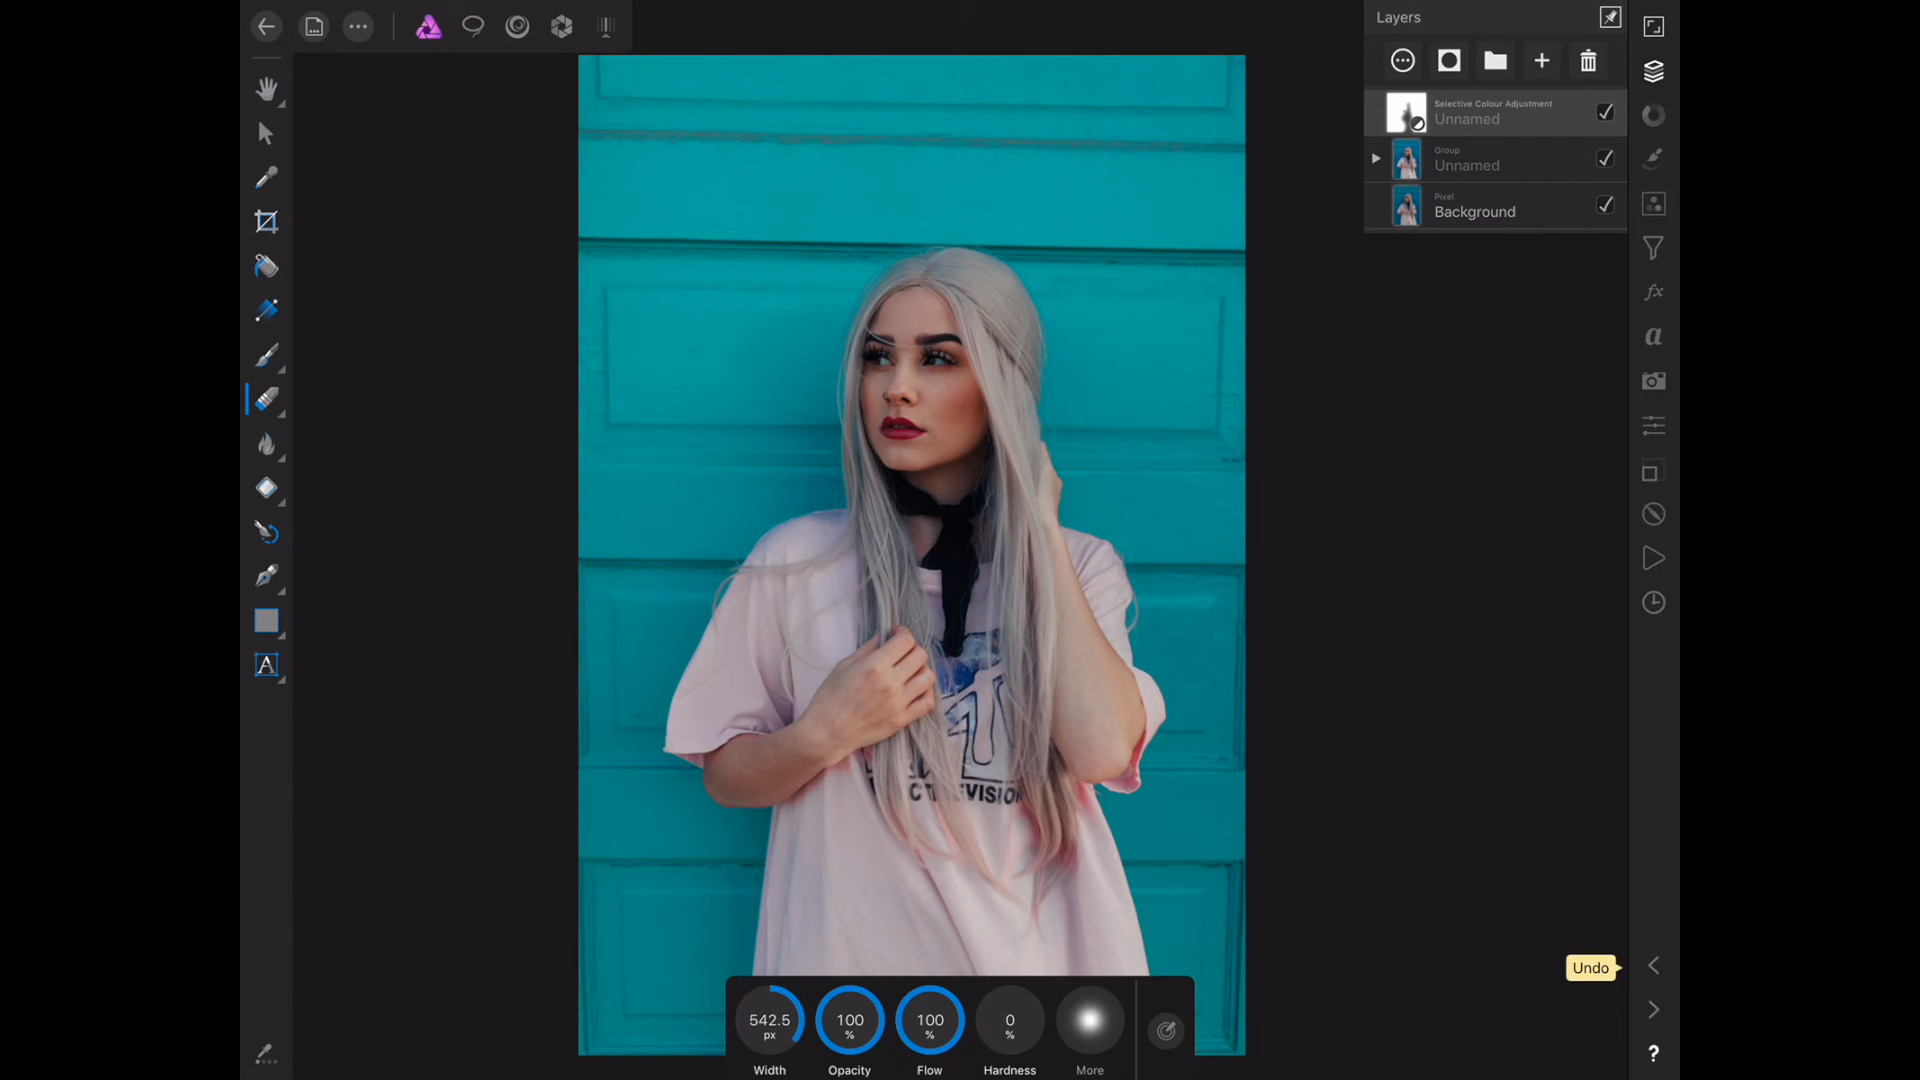 Layers
Selective Colour Adjustment
Unnamed
Group
Unnamed
Pixel
Background
fx
a
A
Undo
?
542.5
px
100
%
100
%
0
%
Width
Opacity
Flow
Hardness
More